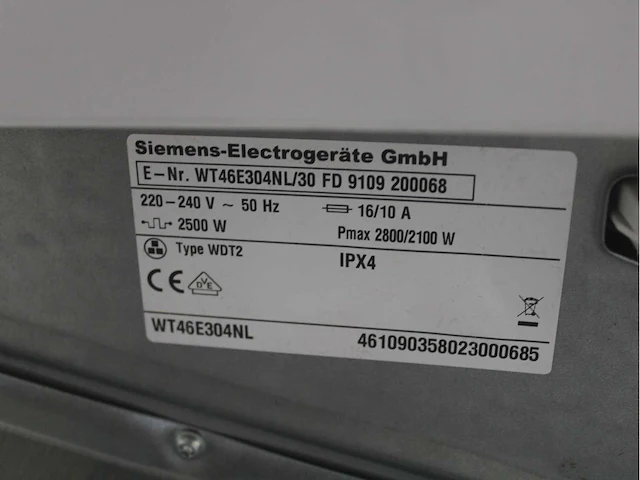 Siemens-Electrogeräte GmbH
E-Nr. WT46E304NL/30 FD 9109 200068
220-240 V ~ 50 Hz 16/10 A
2500 W Pmax 2800/2100 W
Type WDT2 IPX4
CE DVE
WT46E304NL 461090358023000685